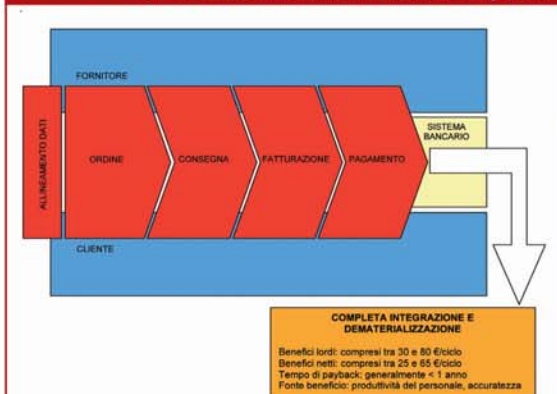 FORNITORE
ALLINEAMENTO DATI
ORDINE
CONSEGNA
FATTURAZIONE
PAGAMENTO
SISTEMA
BANCARIO
CLIENTE
COMPLETA INTEGRAZIONE E
DEMATERIALIZZAZIONE
Benefici lordi: compresi tra 30 e 80 €/ciclo
Benefici netti: compresi tra 25 e 65 €/ciclo
Tempo di payback: generalmente < 1 anno
Fonte beneficio: produttività del personale, accuratezza